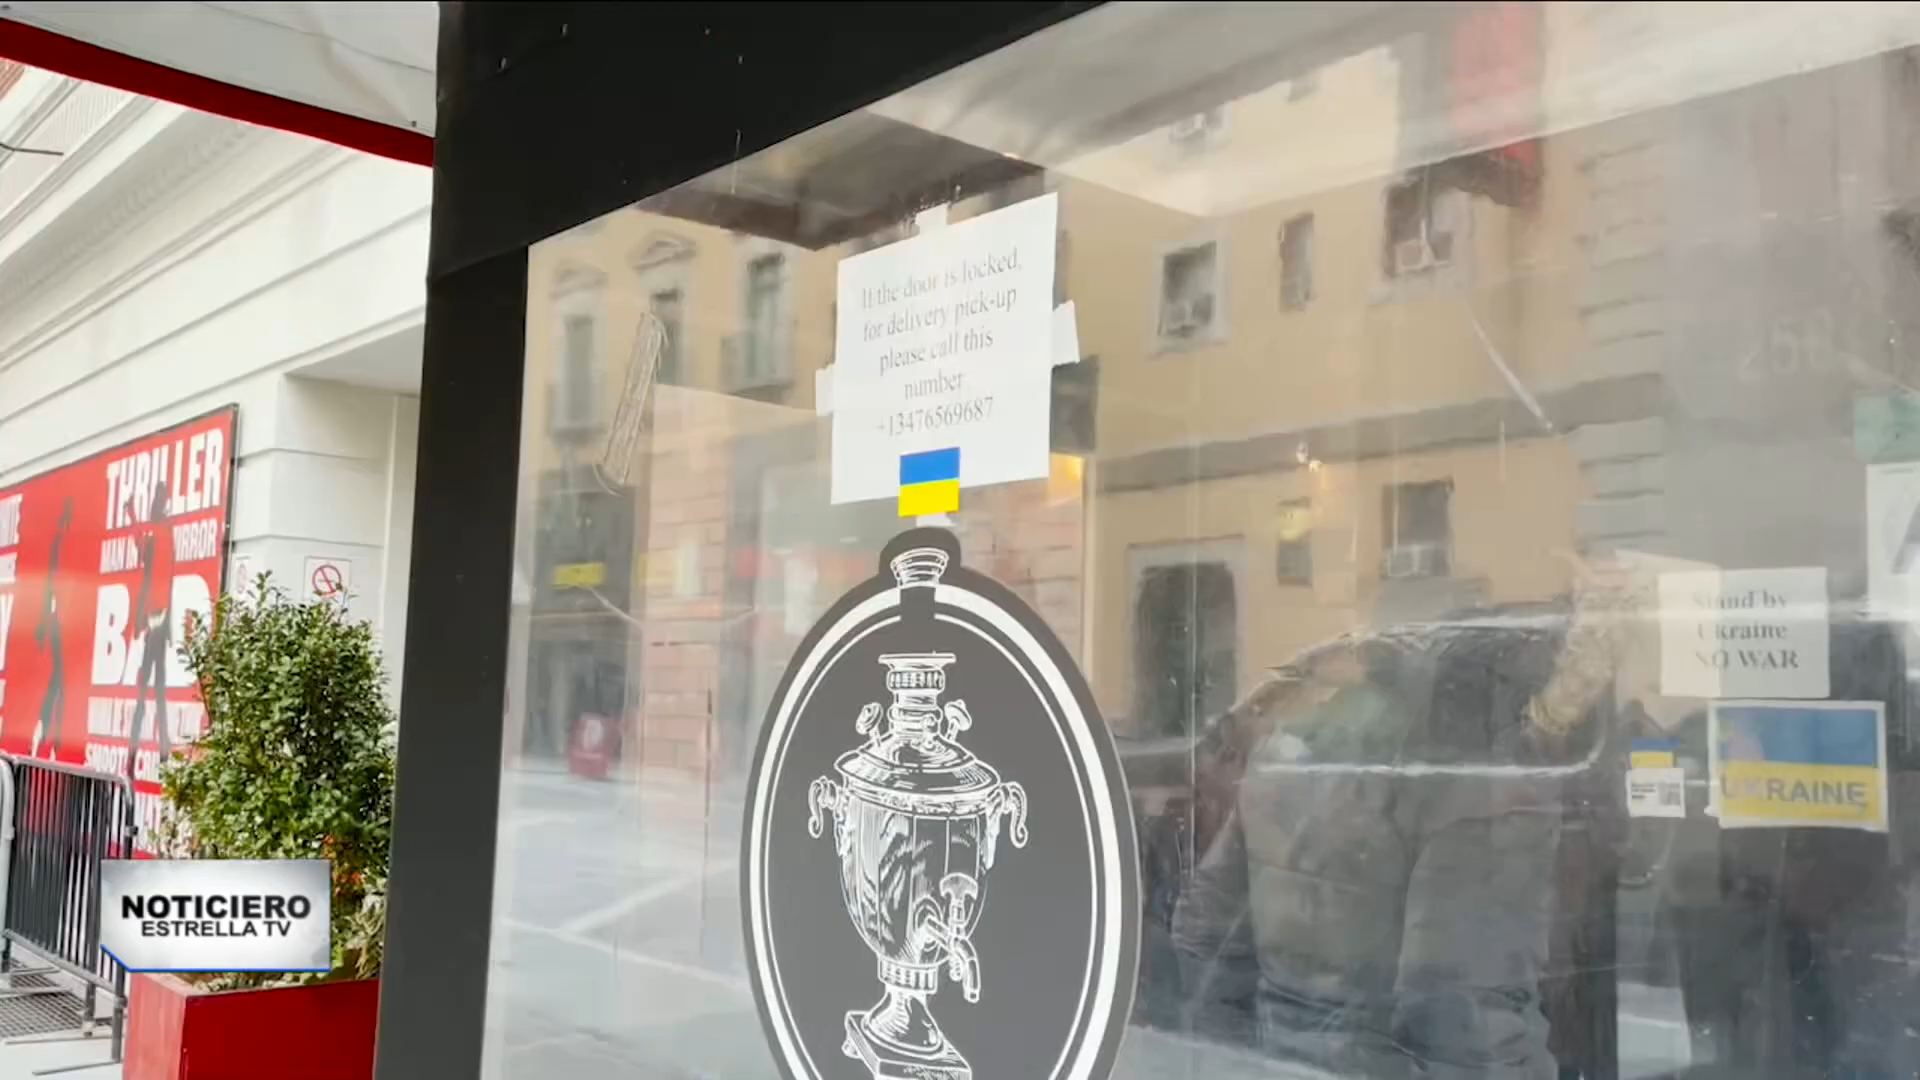 If the door is locked,
for delivery pick-up
please call this
number
+13476569687
Stand by
Ukraine
NO WAR
UKRAINE
THRILLER
MAN IN MIRROR
BAD
NOTICIERO
ESTRELLA TV